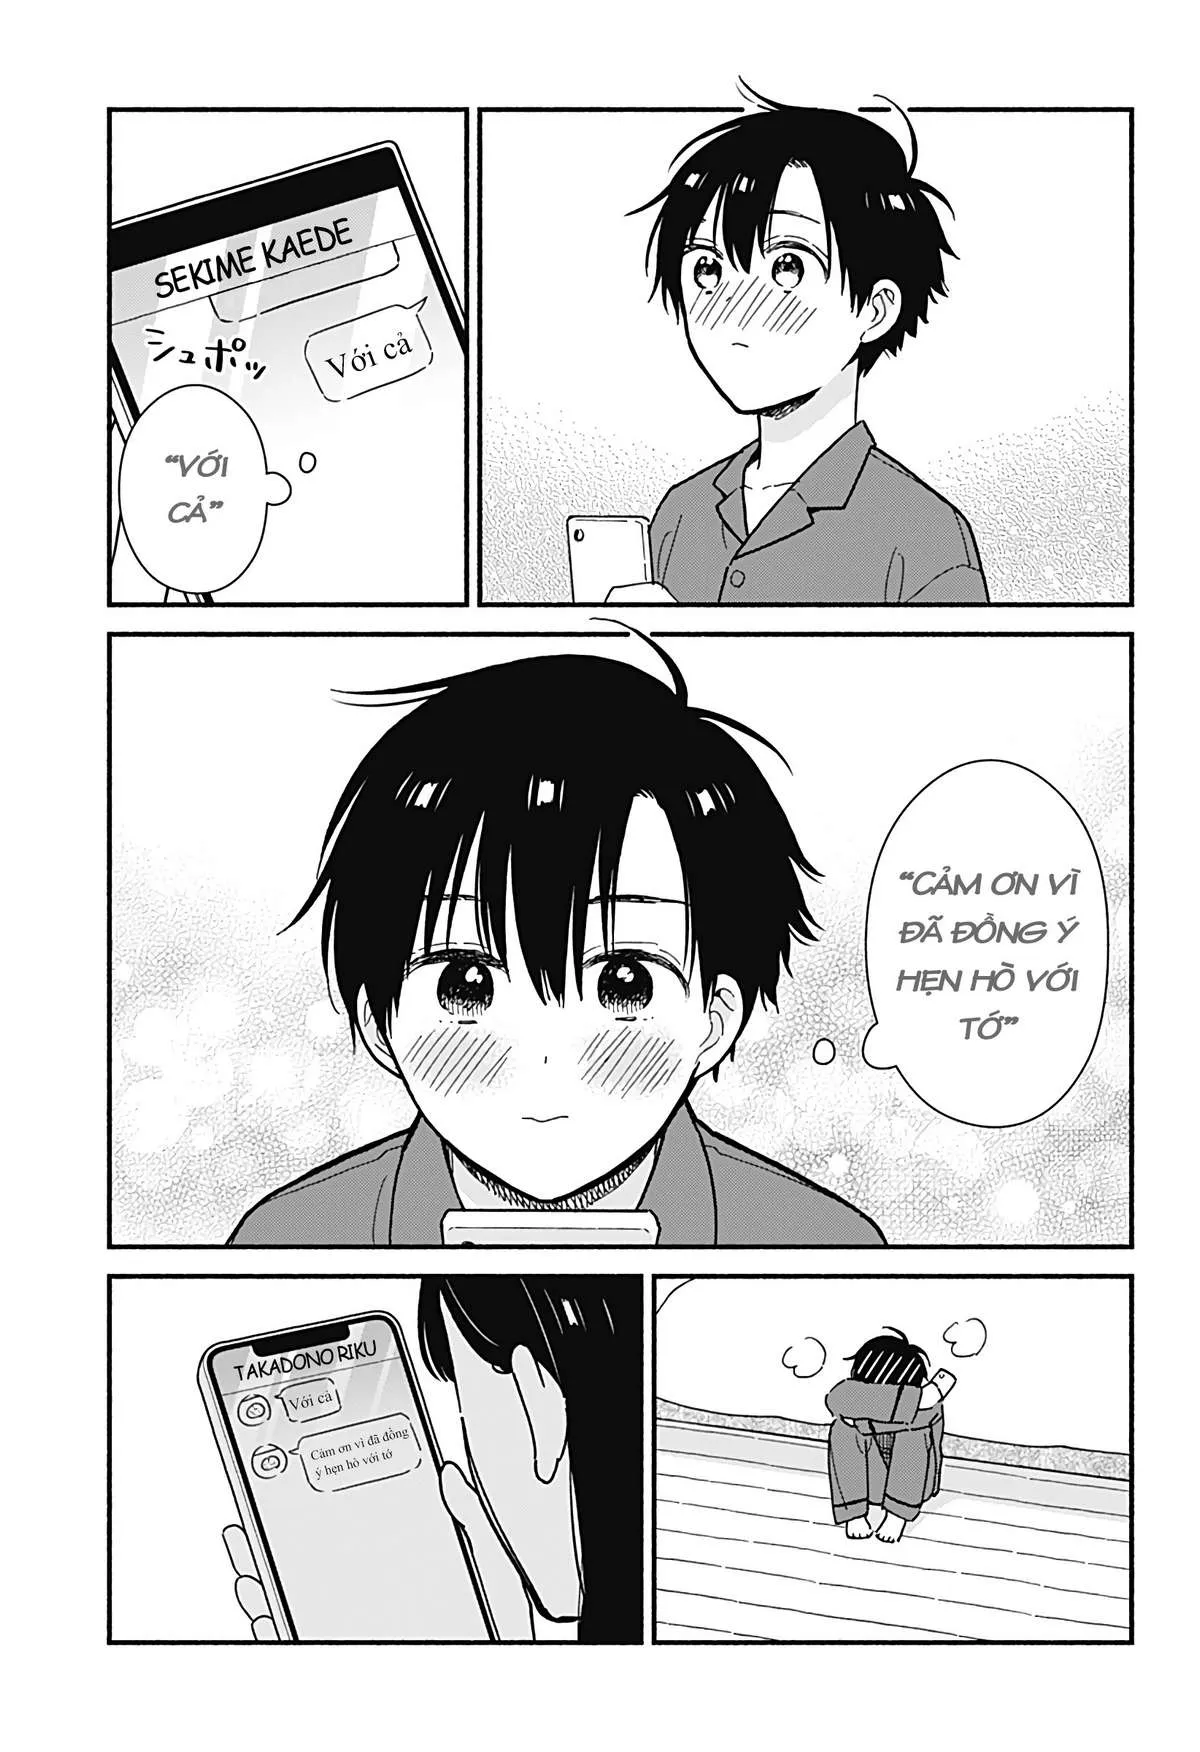 SEKIME KAEDE
Với cả
シュポッ
“VỚI
CẢ”
“CẢM ƠN VÌ
ĐÃ ĐỒNG Ý
HẸN HÒ VỚI
TỚ”
TAKADONO RIKU
Với cả
Cảm ơn vì đã đồng
ý hẹn hò với tớ